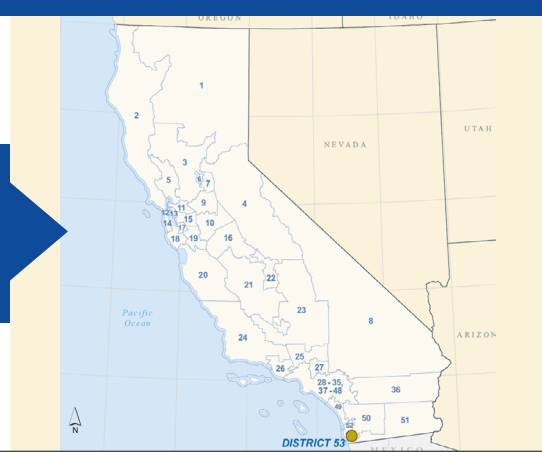 OREGON
IDAHO
1
2
NEVADA
UTAH
3
5
6
7
4
9
11
12
13
15
10
14
17
18
19
16
20
21
22
23
8
Pacific
Ocean
24
ARIZON
25
26
27
28 - 35,
37 - 48
36
49
50
51
52
N
DISTRICT 53
MEXICO